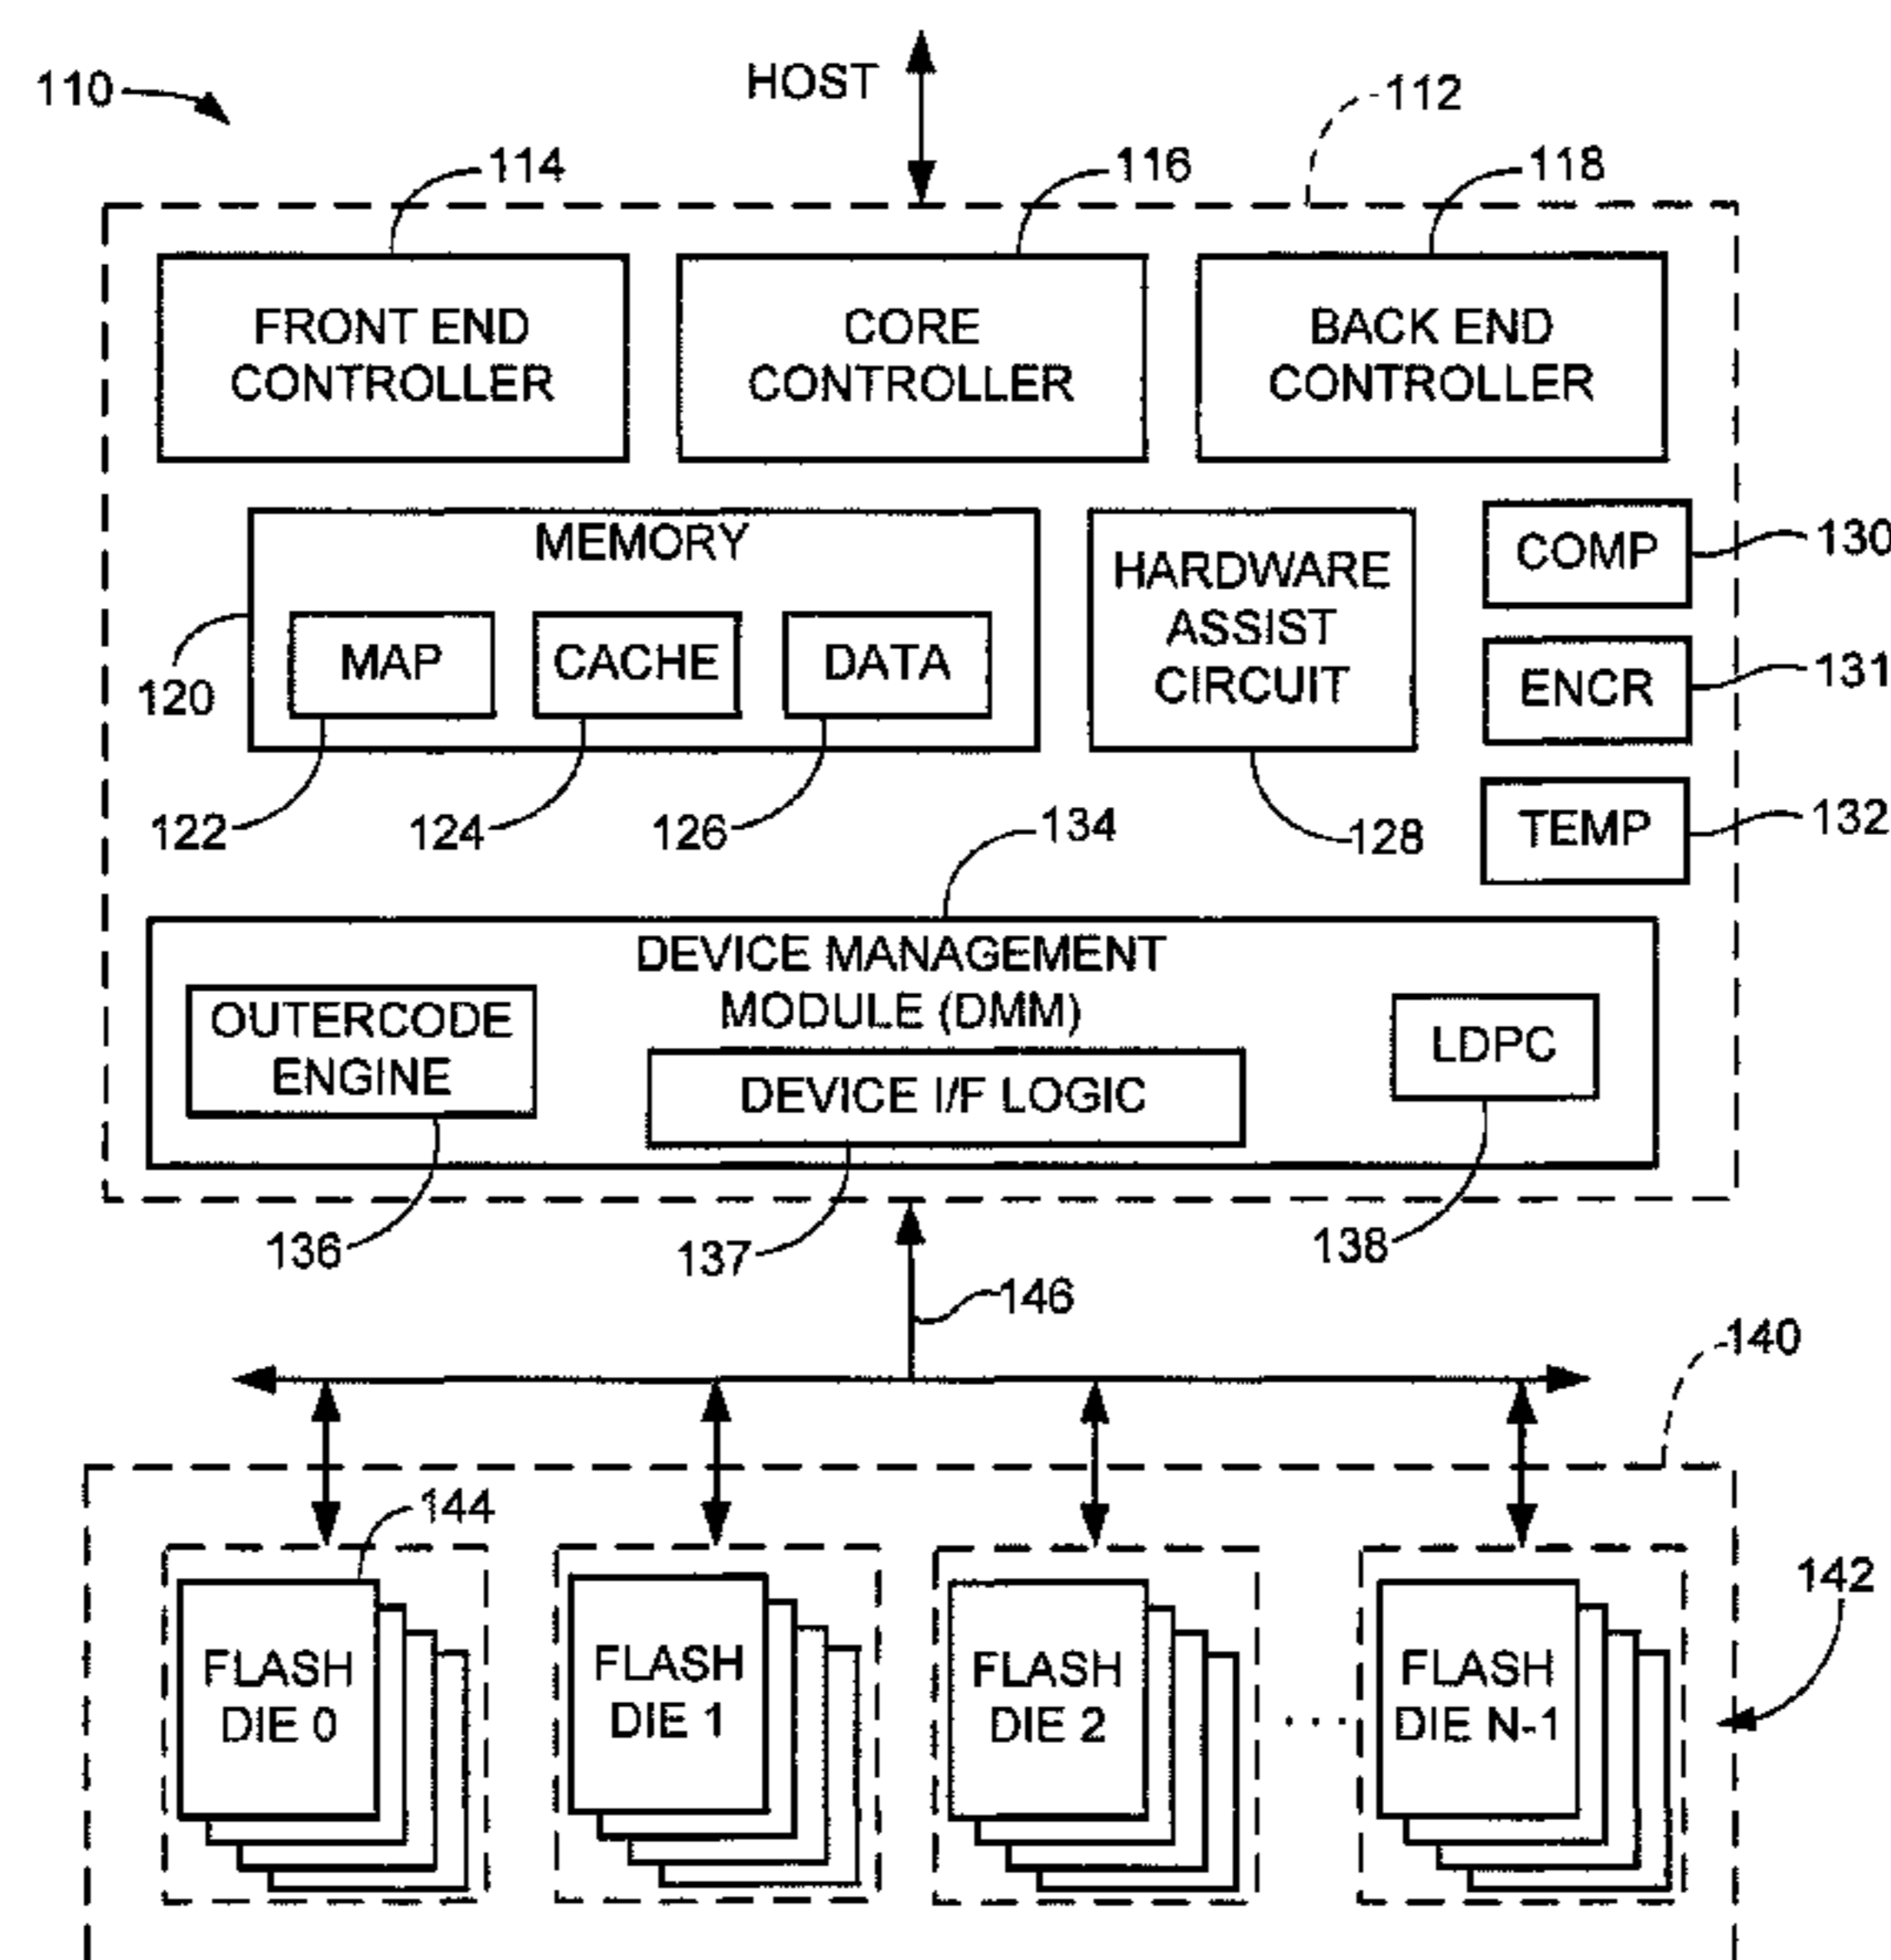 HOST
110
112
114
116
118
FRONT END
CONTROLLER
CORE
CONTROLLER
BACK END
CONTROLLER
MEMORY
MAP
CACHE
DATA
120
122
124
126
HARDWARE
ASSIST
CIRCUIT
128
COMP
130
ENCR
131
TEMP
132
134
DEVICE MANAGEMENT
MODULE (DMM)
OUTERCODE
ENGINE
DEVICE I/F LOGIC
LDPC
136
137
138
146
140
144
FLASH
DIE 0
FLASH
DIE 1
FLASH
DIE 2
. . .
FLASH
DIE N-1
142